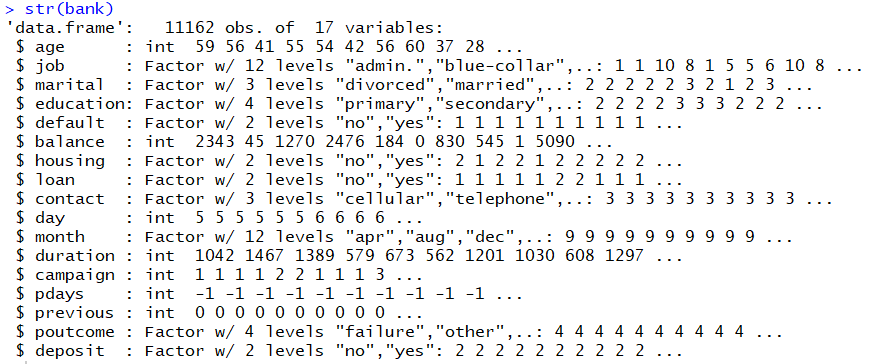 > str(bank)
'data.frame': 11162 obs. of 17 variables:
$ age : int 59 56 41 55 54 42 56 60 37 28 ...
$ job : Factor w/ 12 levels "admin.","blue-collar",..: 1 1 10 8 1 5 5 6 10 8 ...
$ marital : Factor w/ 3 levels "divorced","married",..: 2 2 2 2 2 3 2 1 2 3 ...
$ education: Factor w/ 4 levels "primary","secondary",..: 2 2 2 2 3 3 3 2 2 2 ...
$ default : Factor w/ 2 levels "no","yes": 1 1 1 1 1 1 1 1 1 1 ...
$ balance : int 2343 45 1270 2476 184 0 830 545 1 5090 ...
$ housing : Factor w/ 2 levels "no","yes": 2 1 2 2 1 2 2 2 2 2 ...
$ loan : Factor w/ 2 levels "no","yes": 1 1 1 1 1 2 2 1 1 1 ...
$ contact : Factor w/ 3 levels "cellular","telephone",..: 3 3 3 3 3 3 3 3 3 3 ...
$ day : int 5 5 5 5 5 5 6 6 6 6 ...
$ month : Factor w/ 12 levels "apr","aug","dec",..: 9 9 9 9 9 9 9 9 9 9 ...
$ duration : int 1042 1467 1389 579 673 562 1201 1030 608 1297 ...
$ campaign : int 1 1 1 1 2 2 1 1 1 3 ...
$ pdays : int -1 -1 -1 -1 -1 -1 -1 -1 -1 -1 ...
$ previous : int 0 0 0 0 0 0 0 0 0 0 ...
$ poutcome : Factor w/ 4 levels "failure","other",..: 4 4 4 4 4 4 4 4 4 4 ...
$ deposit : Factor w/ 2 levels "no","yes": 2 2 2 2 2 2 2 2 2 2 ...